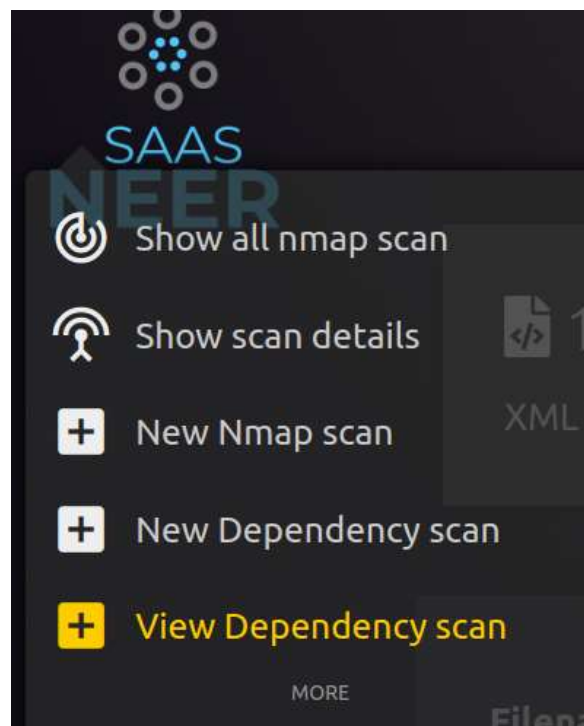 SAAS
NEER
Show all nmap scan
Show scan details
XML
New Nmap scan
New Dependency scan
View Dependency scan
MORE